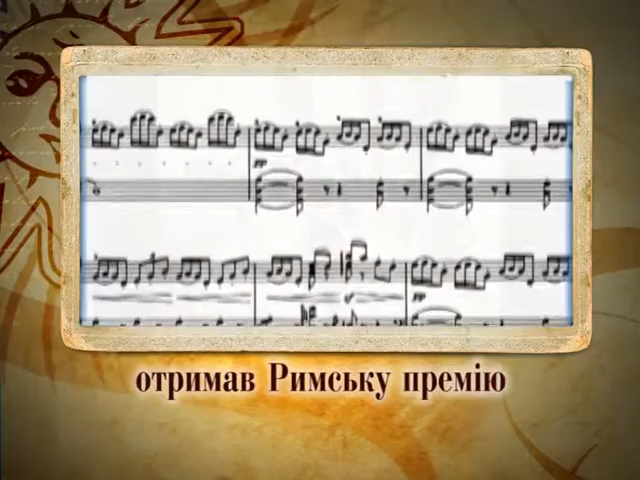 отримав Римську премію